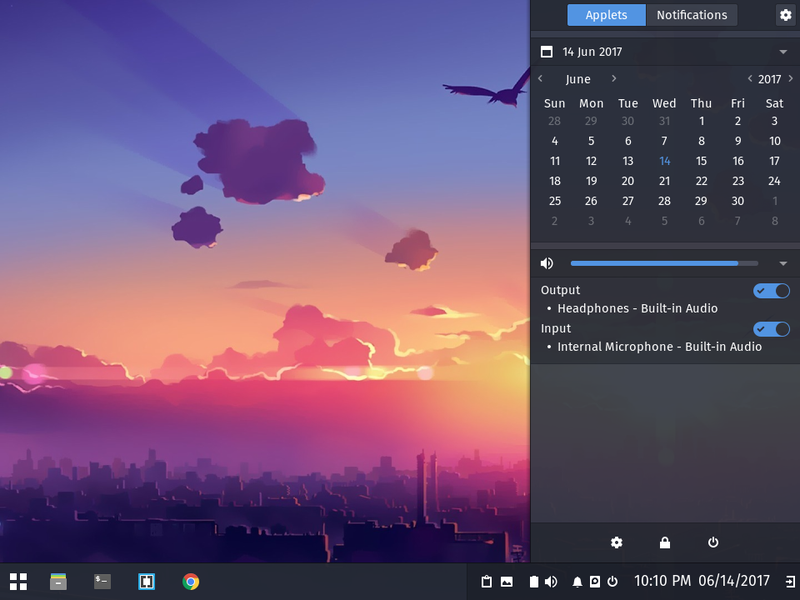 Applets Notifications
14 Jun 2017
June 2017
Sun Mon Tue Wed Thu Fri Sat
28 29 30 31 1 2 3
4 5 6 7 8 9 10
11 12 13 14 15 16 17
18 19 20 21 22 23 24
25 26 27 28 29 30 1
2 3 4 5 6 7 8
Output
• Headphones - Built-in Audio
Input
• Internal Microphone - Built-in Audio
10:10 PM 06/14/2017